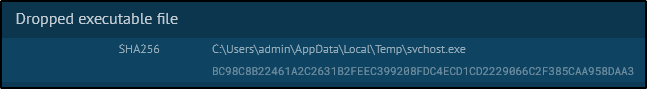 Dropped executable file
SHA256 C:\Users\admin\AppData\Local\Temp\svchost.exe
BC98C8B22461A2C2631B2FEEC399208FDC4ECD1CD2229066C2F385CAA958DAA3